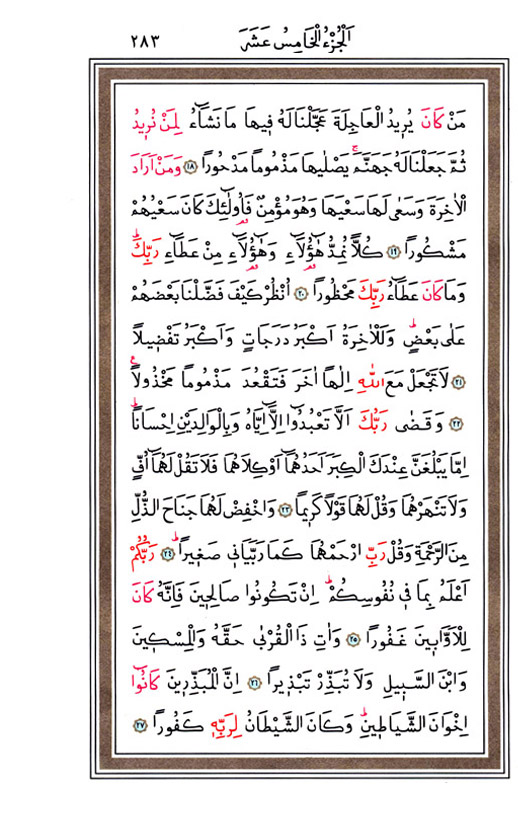 اَلْجُزْءُ الْخَامِسُ عَشَرَ ٢٨٣
مَنْ كَانَ يُرِيدُ الْعَاجِلَةَ عَجَّلْنَا لَهُ فِيهَا مَا نَشَٓاءُ لِمَنْ نُرِيدُ
ثُمَّ جَعَلْنَا لَهُ جَهَنَّمَۚ يَصْلٰيهَا مَذْمُومًا مَدْحُورًا ﴿١٨﴾ وَمَنْ اَرَادَ
الْاٰخِرَةَ وَسَعٰى لَهَا سَعْيَهَا وَهُوَ مُؤْمِنٌ فَاُو۬لٰٓئِكَ كَانَ سَعْيُهُمْ
مَشْكُورًا ﴿١٩﴾ كُلًّا نُمِدُّ هٰٓؤُ۬لَٓاءِ وَهٰٓؤُ۬لَٓاءِ مِنْ عَطَٓاءِ رَبِّكَۜ
وَمَا كَانَ عَطَٓاءُ رَبِّكَ مَحْظُورًا ﴿٢٠﴾ اُنْظُرْ كَيْفَ فَضَّلْنَا بَعْضَهُمْ
عَلٰى بَعْضٍۜ وَلَلْاٰخِرَةُ اَكْبَرُ دَرَجَاتٍ وَاَكْبَرُ تَفْضِيلًا
﴿٢١﴾ لَا تَجْعَلْ مَعَ اللّٰهِ اِلٰهًا اٰخَرَ فَتَقْعُدَ مَذْمُومًا مَخْذُولًا۟
﴿٢٢﴾ وَقَضٰى رَبُّكَ اَلَّا تَعْبُدُٓوا اِلَّٓا اِيَّاهُ وَبِالْوَالِدَيْنِ اِحْسَانًاۜ
اِمَّا يَبْلُغَنَّ عِنْدَكَ الْكِبَرَ اَحَدُهُمَٓا اَوْ كِلَاهُمَا فَلَا تَقُلْ لَهُمَٓا اُفٍّ
وَلَا تَنْهَرْهُمَا وَقُلْ لَهُمَا قَوْلًا كَرِيمًا ﴿٢٣﴾ وَاخْفِضْ لَهُمَا جَنَاحَ الذُّلِّ
مِنَ الرَّحْمَةِ وَقُلْ رَبِّ ارْحَمْهُمَا كَمَا رَبَّيَانِي صَغِيرًاۜ ﴿٢٤﴾ رَبُّكُمْ
اَعْلَمُ بِمَا فِي نُفُوسِكُمْۜ اِنْ تَكُونُوا صَالِحِينَ فَاِنَّهُ كَانَ
لِلْاَوَّابِينَ غَفُورًا ﴿٢٥﴾ وَاٰتِ ذَا الْقُرْبٰى حَقَّهُ وَالْمِسْكِينَ
وَابْنَ السَّبِيلِ وَلَا تُبَذِّرْ تَبْذِيرًا ﴿٢٦﴾ اِنَّ الْمُبَذِّرِينَ كَانُٓوا
اِخْوَانَ الشَّيَاطِينِۜ وَكَانَ الشَّيْطَانُ لِرَبِّهِ كَفُورًا ﴿٢٧﴾